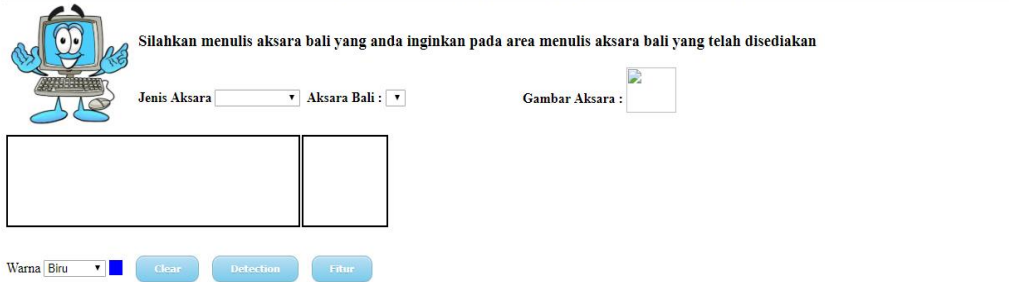 Silahkan menulis aksara bali yang anda inginkan pada area menulis aksara bali yang telah disediakan
Jenis Aksara Aksara Bali : Gambar Aksara :
Warna Biru Clear Detection Fitur